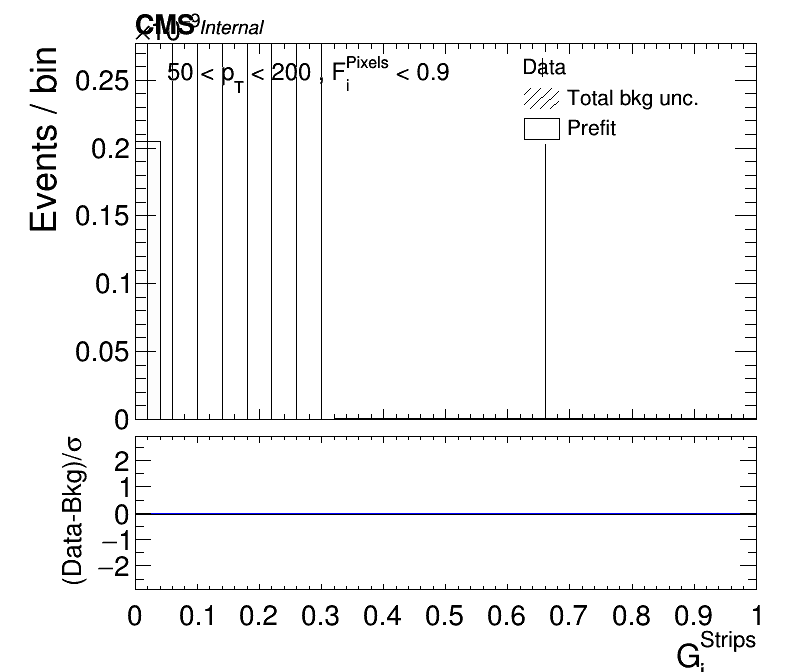 CMS Internal
×10⁻⁹
50 < p_T < 200 , F_i^Pixels < 0.9
Data
Total bkg unc.
Prefit
Events / bin
0.25
0.2
0.15
0.1
0.05
0
(Data-Bkg)/σ
2
1
0
−1
−2
0 0.1 0.2 0.3 0.4 0.5 0.6 0.7 0.8 0.9 1
G_i^Strips